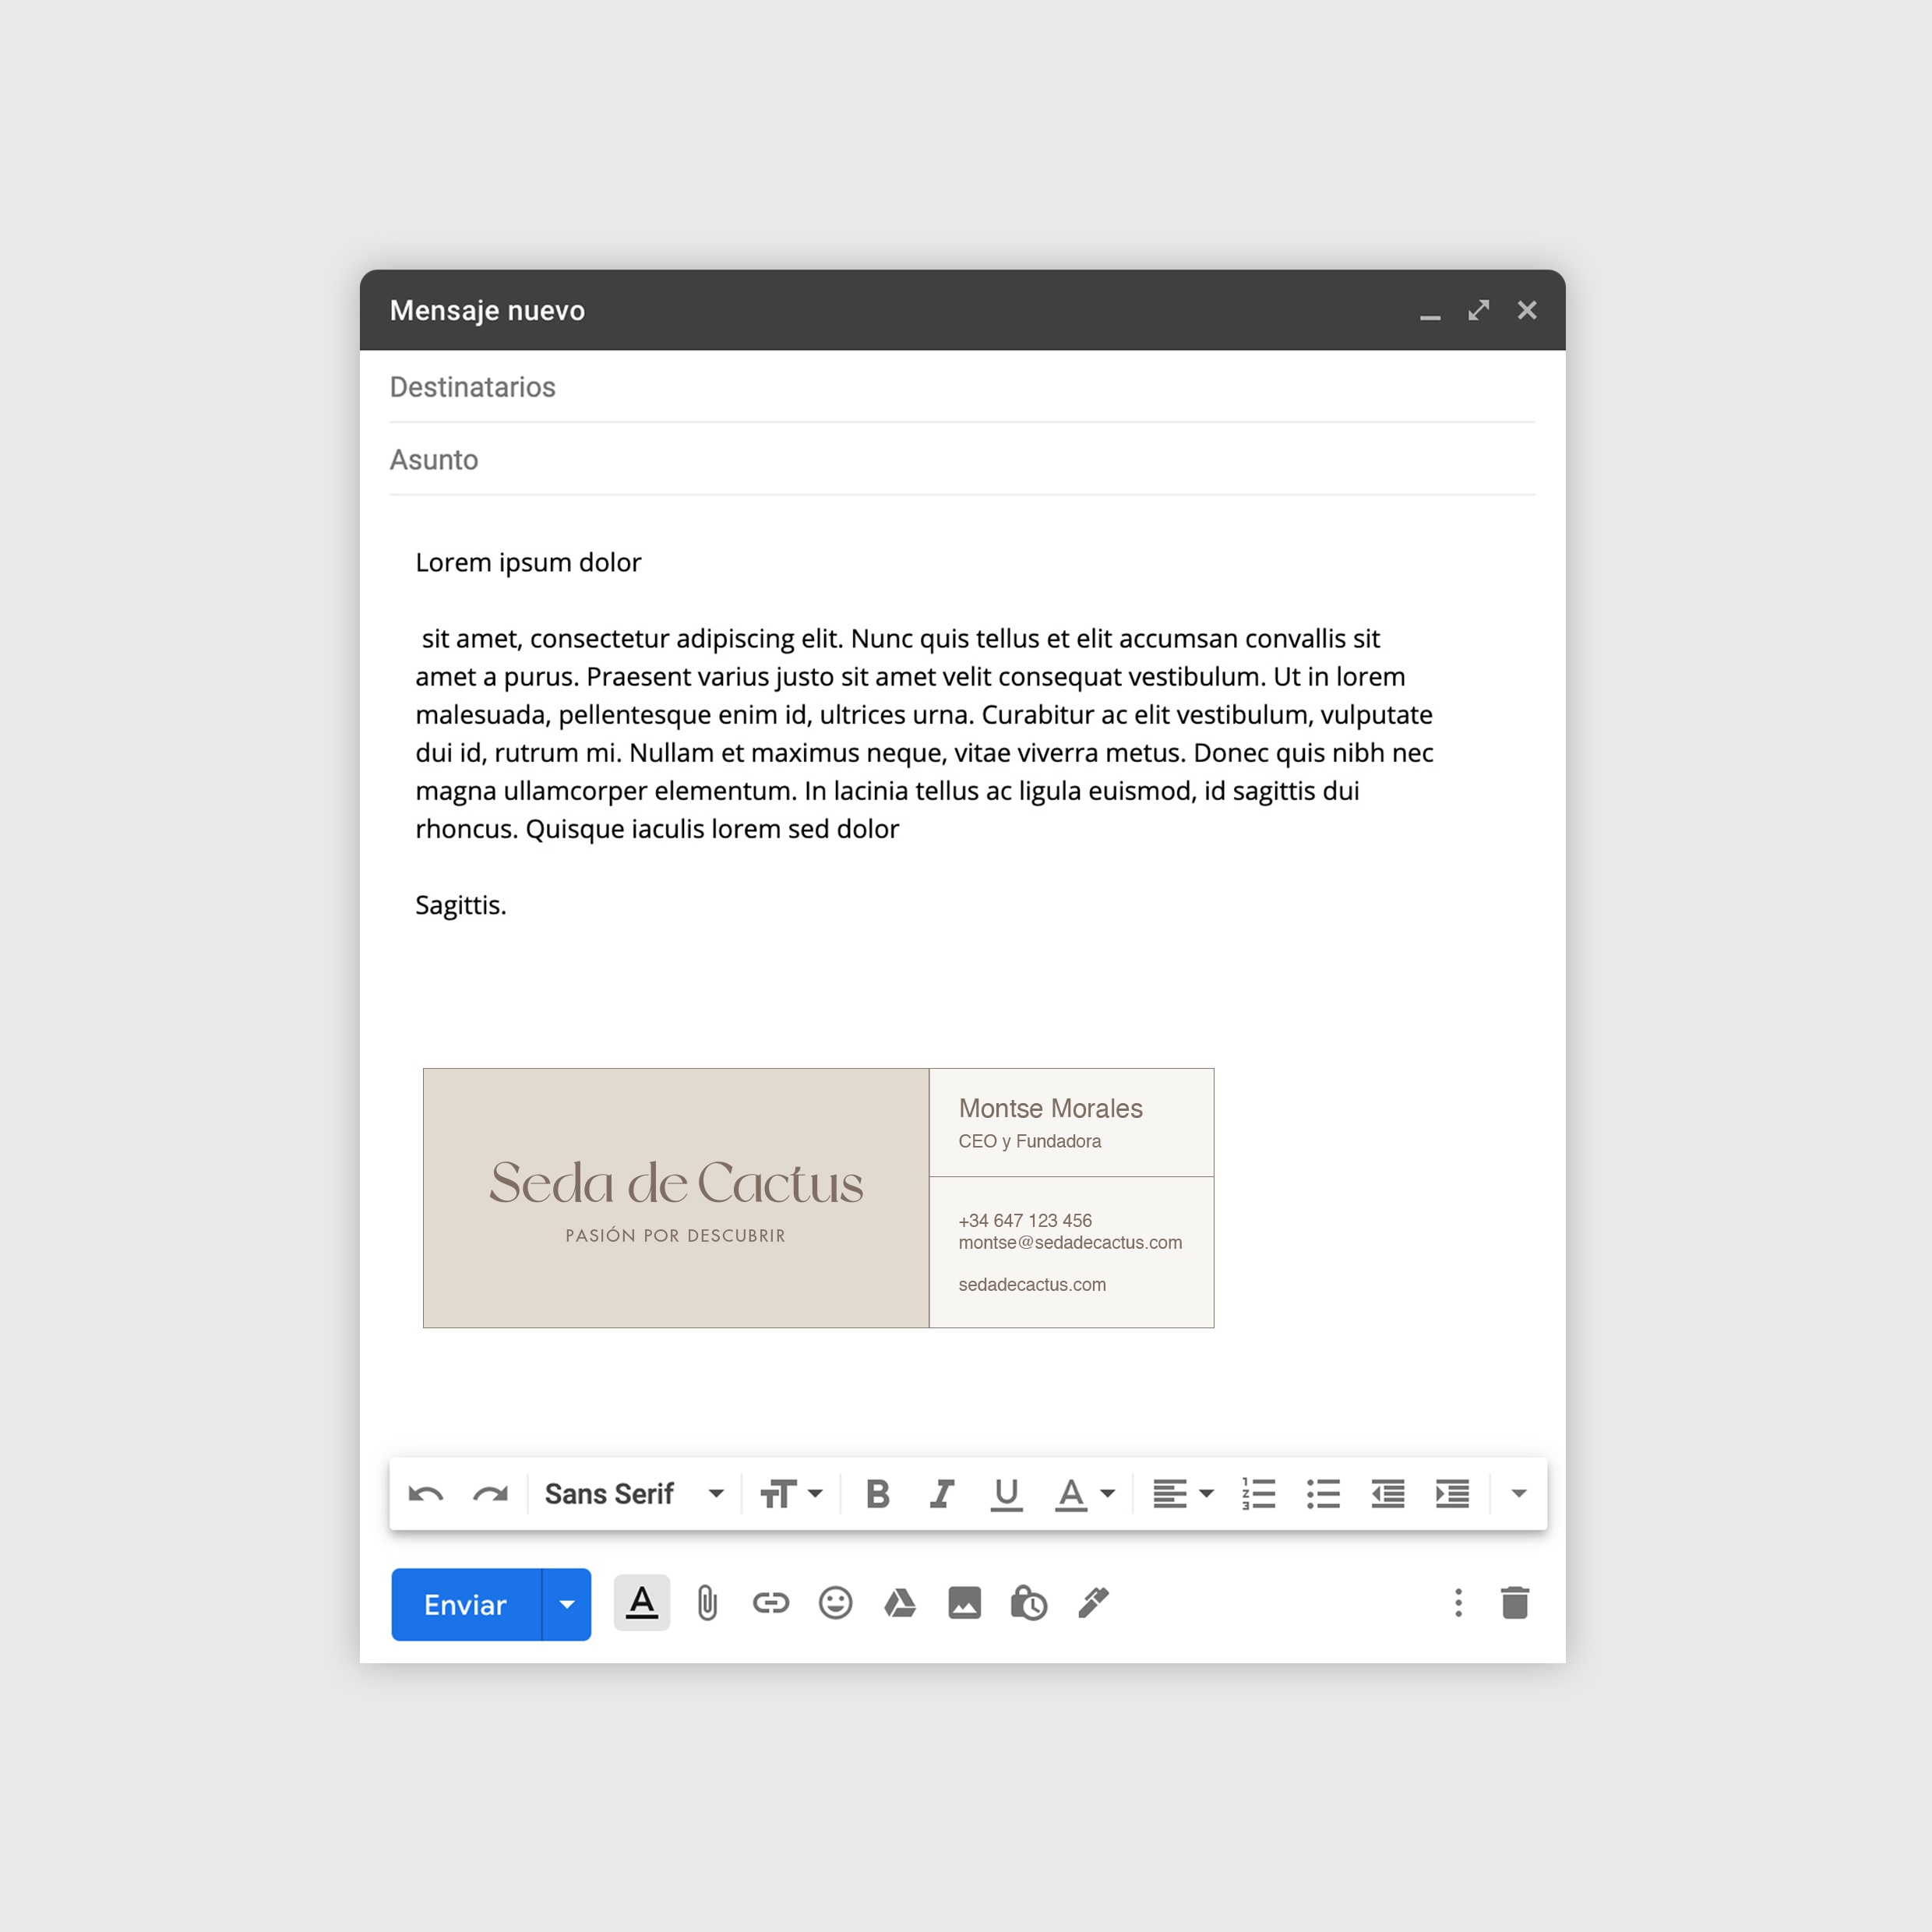 Mensaje nuevo
Destinatarios
Asunto
Lorem ipsum dolor
sit amet, consectetur adipiscing elit. Nunc quis tellus et elit accumsan convallis sit
amet a purus. Praesent varius justo sit amet velit consequat vestibulum. Ut in lorem
malesuada, pellentesque enim id, ultrices urna. Curabitur ac elit vestibulum, vulputate
dui id, rutrum mi. Nullam et maximus neque, vitae viverra metus. Donec quis nibh nec
magna ullamcorper elementum. In lacinia tellus ac ligula euismod, id sagittis dui
rhoncus. Quisque iaculis lorem sed dolor
Sagittis.
Seda de Cactus
PASIÓN POR DESCUBRIR
Montse Morales
CEO y Fundadora
+34 647 123 456
montse@sedadecactus.com
sedadecactus.com
Sans Serif
Enviar